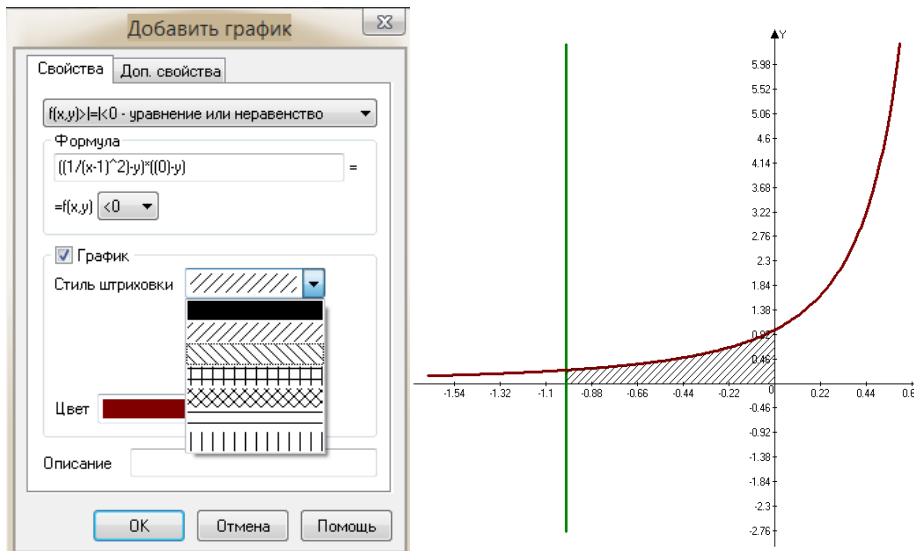 Добавить график
Свойства
Доп. свойства
f(x,y)>|=|<0 - уравнение или неравенство
Формула
((1/(x-1)^2)-y)*((0)-y)
=
=f(x,y) <0
График
Стиль штриховки
Цвет
Описание
OK
Отмена
Помощь
Y
5.98
5.52
5.06
4.6
4.14
3.68
3.22
2.76
2.3
1.84
1.38
0.92
0.46
-1.54
-1.32
-1.1
-0.88
-0.66
-0.44
-0.22
0
0.22
0.44
-0.46
-0.92
-1.38
-1.84
-2.3
-2.76